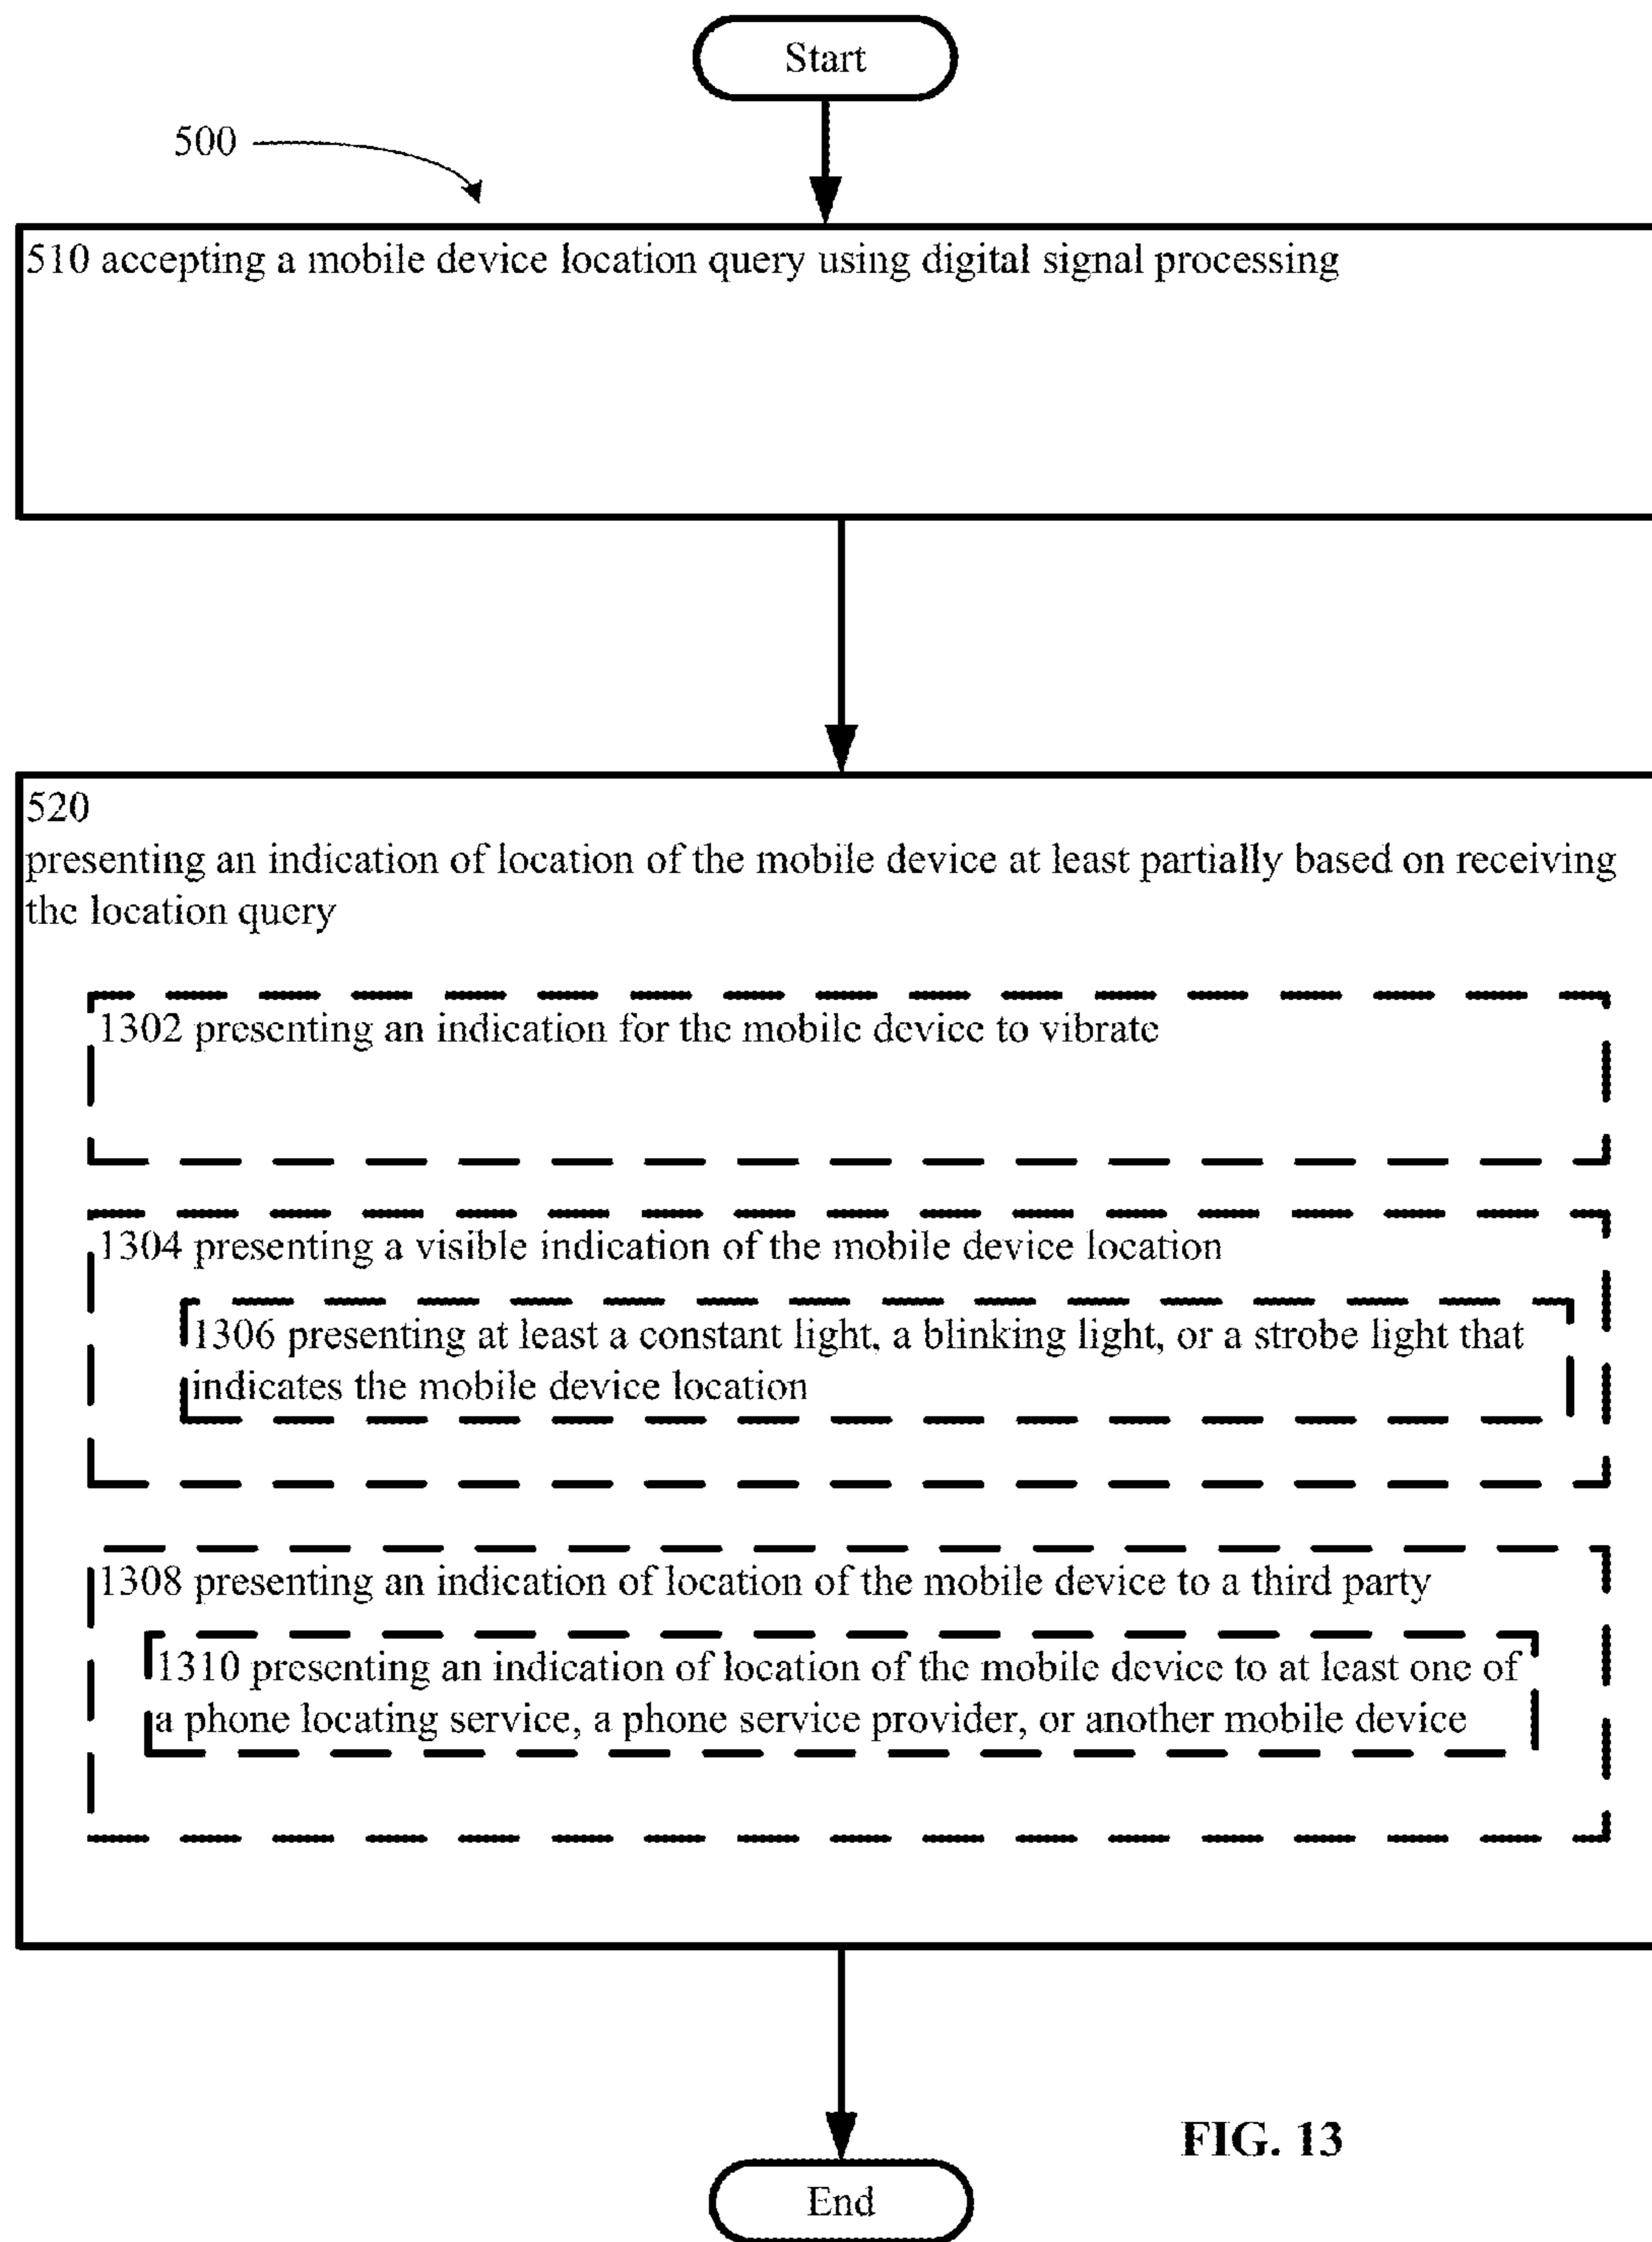 Start
500
510 accepting a mobile device location query using digital signal processing
520
presenting an indication of location of the mobile device at least partially based on receiving
the location query
1302 presenting an indication for the mobile device to vibrate
1304 presenting a visible indication of the mobile device location
1306 presenting at least a constant light, a blinking light, or a strobe light that
indicates the mobile device location
1308 presenting an indication of location of the mobile device to a third party
1310 presenting an indication of location of the mobile device to at least one of
a phone locating service, a phone service provider, or another mobile device
FIG. 13
End